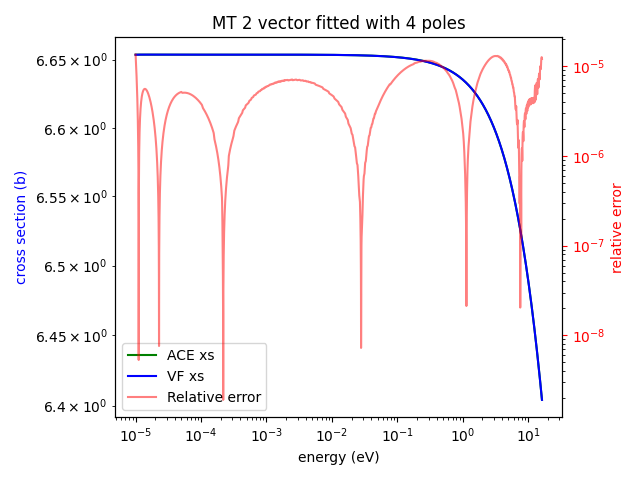 MT 2 vector fitted with 4 poles
cross section (b)
6.65 × 10⁰
6.6 × 10⁰
6.55 × 10⁰
6.5 × 10⁰
6.45 × 10⁰
6.4 × 10⁰
ACE xs
VF xs
Relative error
10⁻⁵
10⁻⁶
10⁻⁷
10⁻⁸
relative error
10⁻⁵ 10⁻⁴ 10⁻³ 10⁻² 10⁻¹ 10⁰ 10¹
energy (eV)